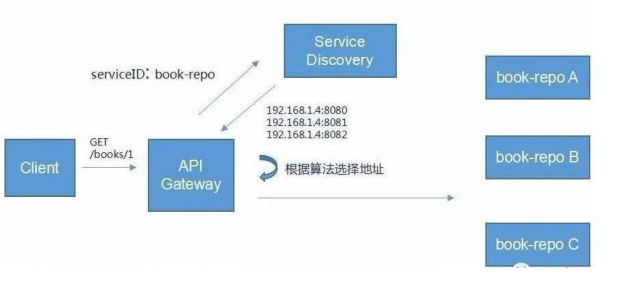 Service
Discovery
serviceID: book-repo
book-repo A
192.168.1.4:8080
192.168.1.4:8081
192.168.1.4:8082
GET
/books/1
Client
API
Gateway
根据算法选择地址
book-repo B
book-repo C